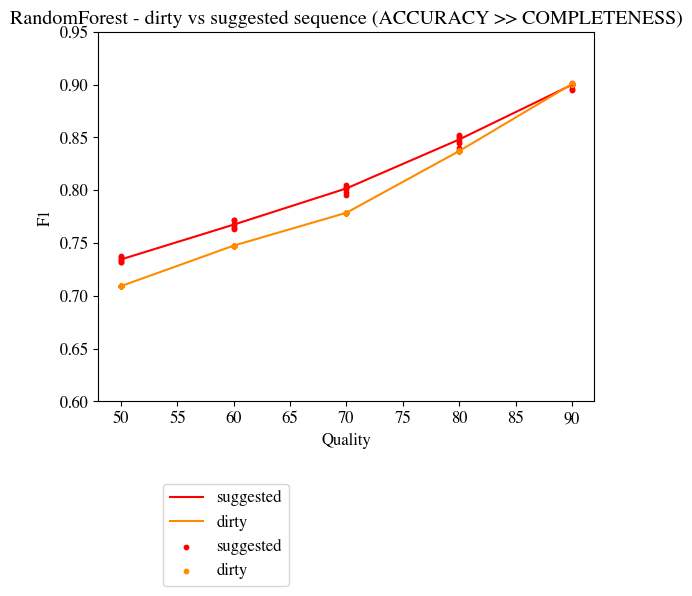 RandomForest - dirty vs suggested sequence (ACCURACY >> COMPLETENESS)
0.95
0.90
0.85
0.80
0.75
0.70
0.65
0.60
F1
50 55 60 65 70 75 80 85 90
Quality
suggested
dirty
suggested
dirty